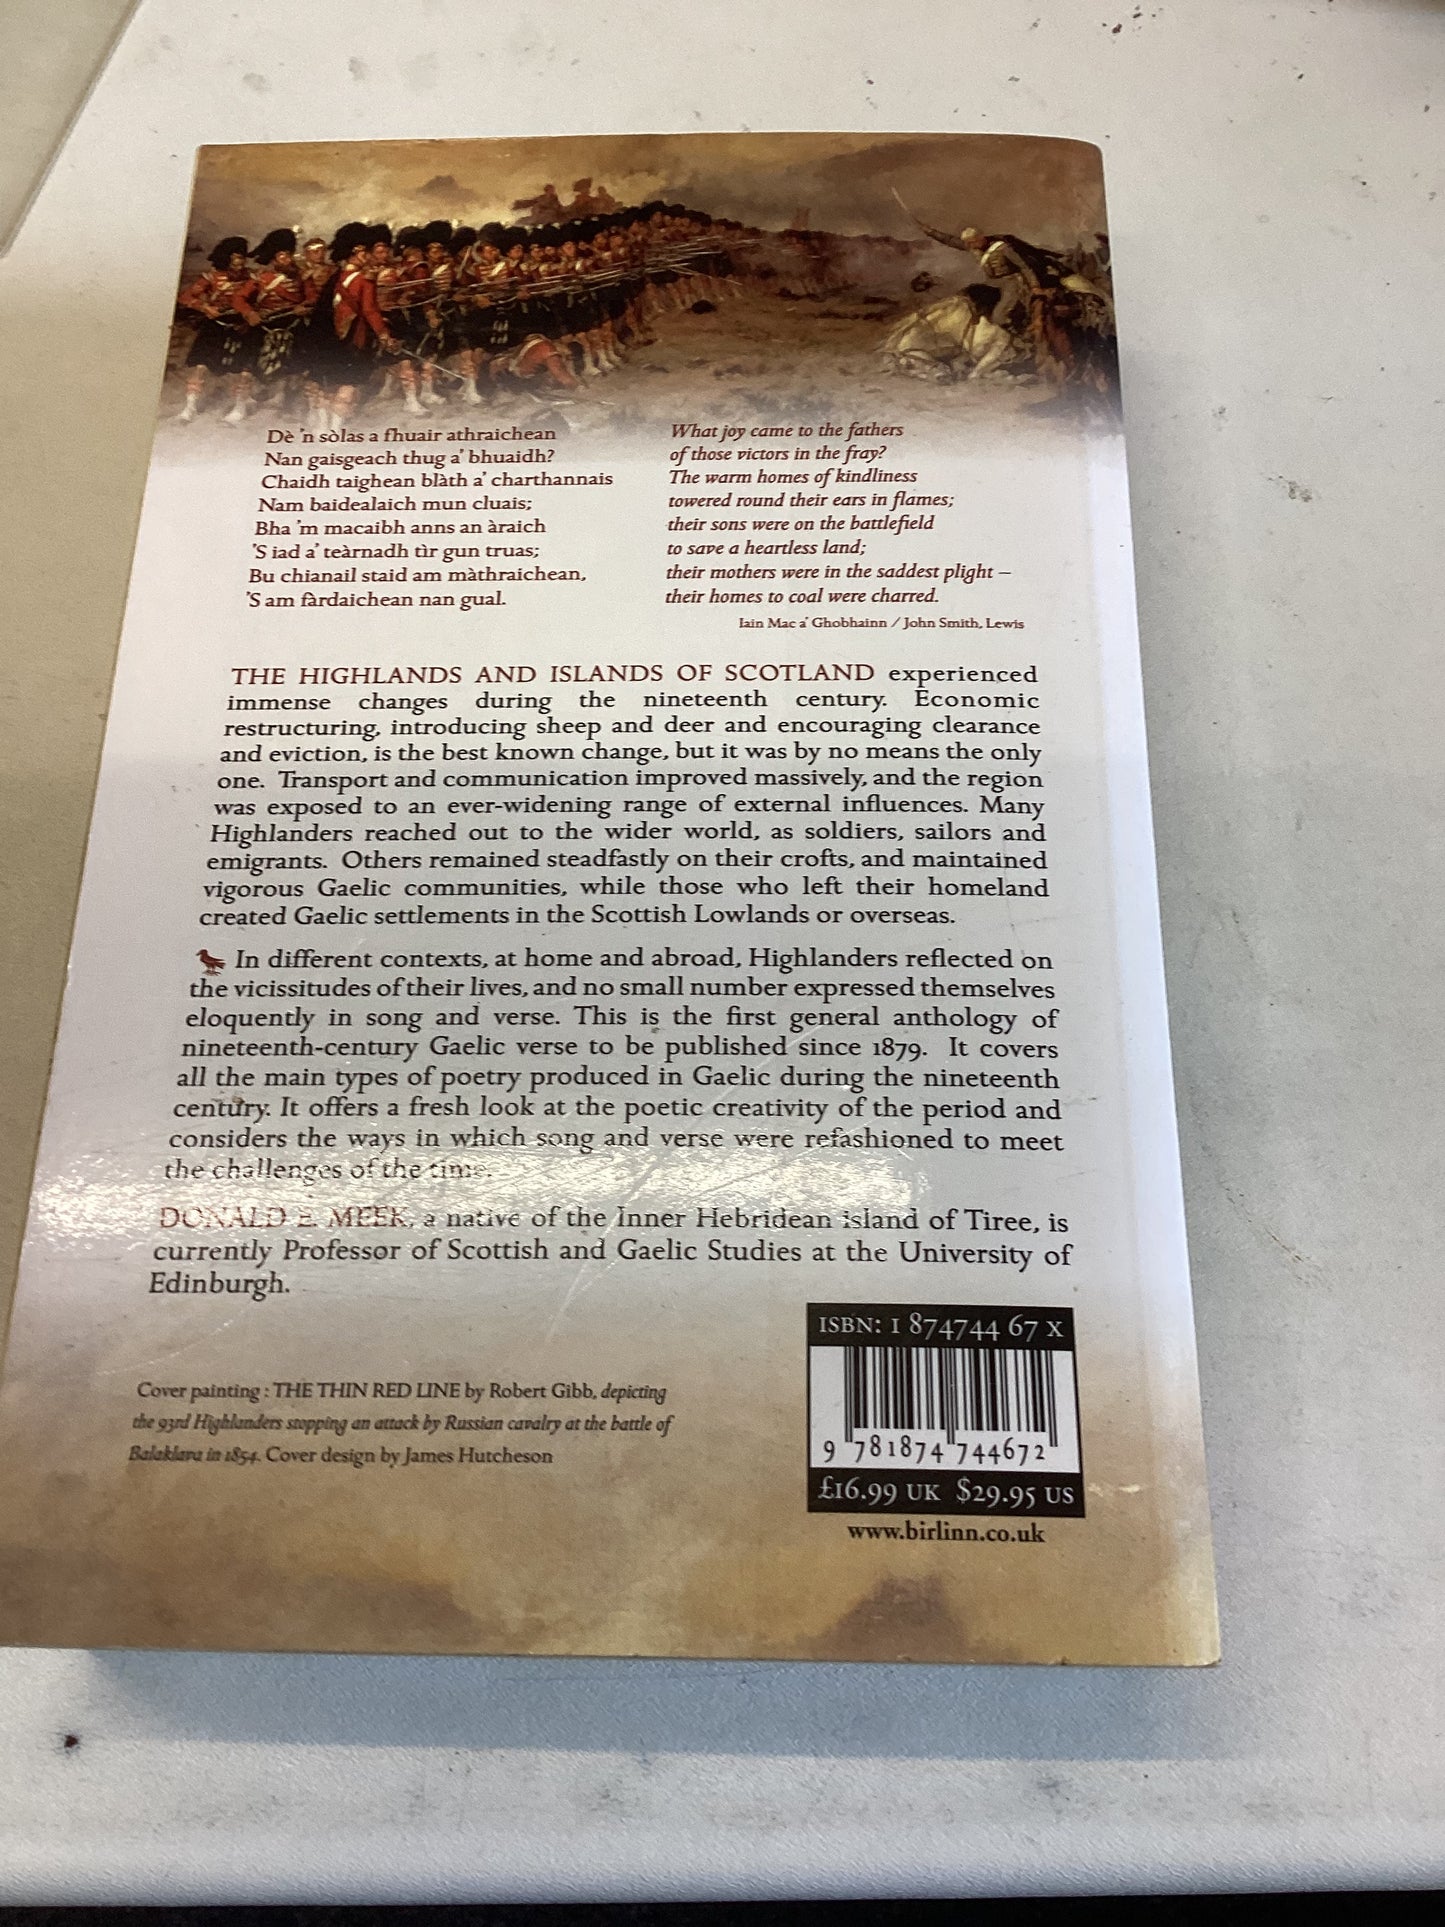 Dè 'n sòlas a fhuair athraichean
Nan gaisgeach thug a' bhuaidh?
Chaidh taighean blàth a' charthannais
Nam baidealaich mun cluais;
Bha 'm macaibh anns an àraich
'S iad a' teàrnadh tìr gun truas;
Bu chianail staid am màthraichean,
'S am fàrdaichean nan gual.
What joy came to the fathers
of those victors in the fray?
The warm homes of kindliness
towered round their ears in flames;
their sons were on the battlefield
to save a heartless land;
their mothers were in the saddest plight –
their homes to coal were charred.
Iain Mac a' Ghobhainn / John Smith, Lewis
THE HIGHLANDS AND ISLANDS OF SCOTLAND experienced
immense changes during the nineteenth century. Economic
restructuring, introducing sheep and deer and encouraging clearance
and eviction, is the best known change, but it was by no means the only
one. Transport and communication improved massively, and the region
was exposed to an ever-widening range of external influences. Many
Highlanders reached out to the wider world, as soldiers, sailors and
emigrants. Others remained steadfastly on their crofts, and maintained
vigorous Gaelic communities, while those who left their homeland
created Gaelic settlements in the Scottish Lowlands or overseas.
In different contexts, at home and abroad, Highlanders reflected on
the vicissitudes of their lives, and no small number expressed themselves
eloquently in song and verse. This is the first general anthology of
nineteenth-century Gaelic verse to be published since 1879. It covers
all the main types of poetry produced in Gaelic during the nineteenth
century. It offers a fresh look at the poetic creativity of the period and
considers the ways in which song and verse were refashioned to meet
the challenges of the time.
DONALD E. MEEK, a native of the Inner Hebridean island of Tiree, is
currently Professor of Scottish and Gaelic Studies at the University of
Edinburgh.
Cover painting : THE THIN RED LINE by Robert Gibb, depicting
the 93rd Highlanders stopping an attack by Russian cavalry at the battle of
Balaklava in 1854. Cover design by James Hutcheson
ISBN: 1 874744 67 X
9 781874 744672
£16.99 UK $29.95 US
www.birlinn.co.uk